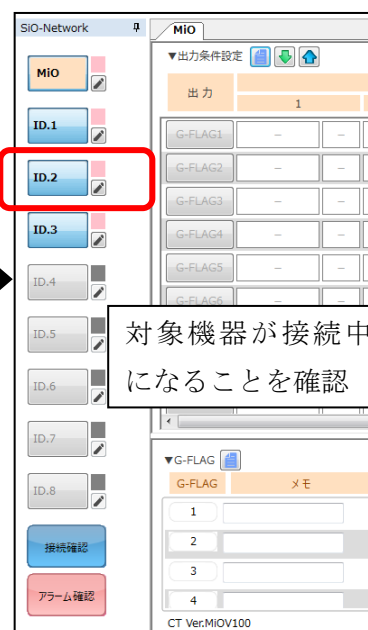 SiO-Network
MiO
ID.1
ID.2
ID.3
ID.4
ID.5
ID.6
ID.7
ID.8
接続確認
アラーム確認
MiO
▼出力条件設定
出 力
1
G-FLAG1 － －
G-FLAG2 － －
G-FLAG3 － －
G-FLAG4 － －
G-FLAG5 － －
G-FLAG6 － －
対象機器が接続中
になることを確認
▼G-FLAG
G-FLAG メモ
1
2
3
4
CT Ver.MiOV100